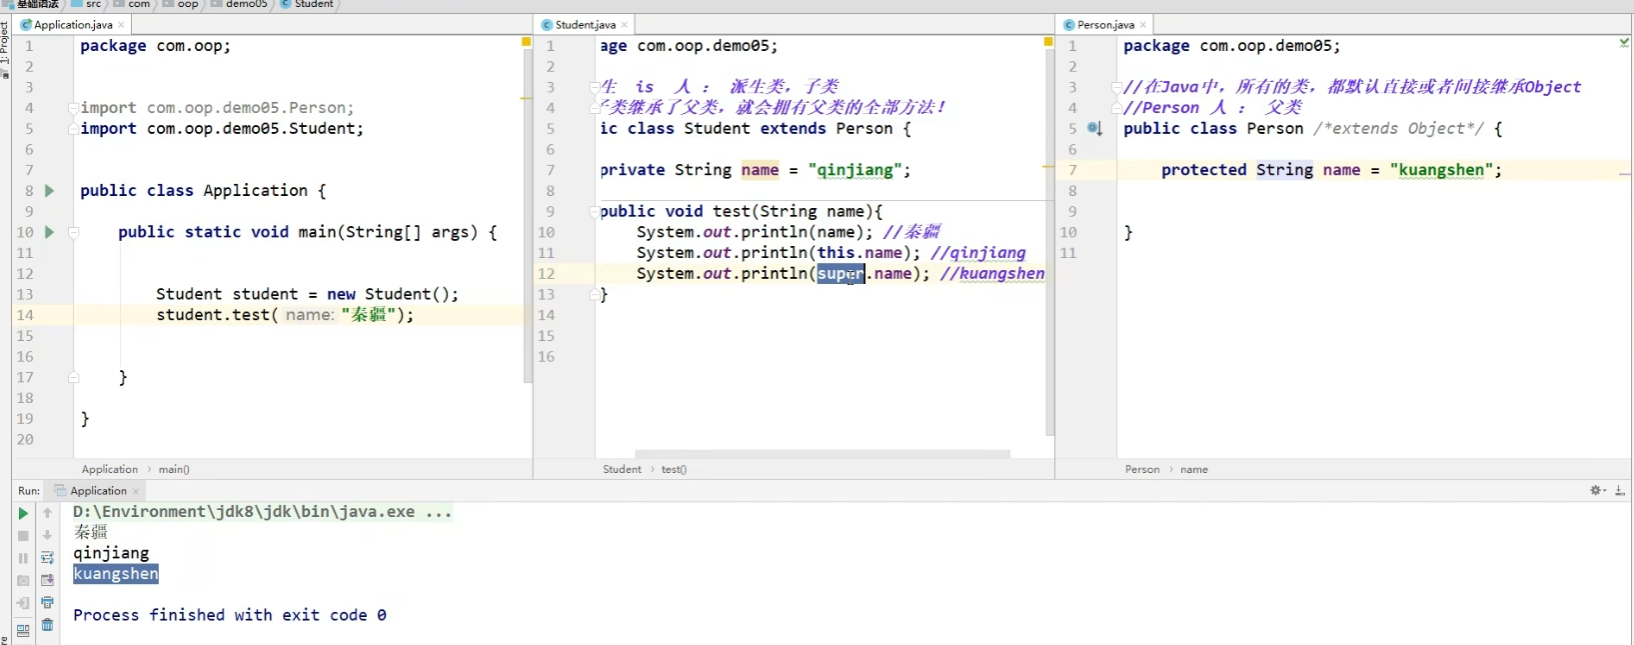 基础语法 src com oop demo05 Student
1: Project
Application.java
1 package com.oop;
2
3
4 import com.oop.demo05.Person;
5 import com.oop.demo05.Student;
6
7
8 public class Application {
9
10 public static void main(String[] args) {
11
12
13 Student student = new Student();
14 student.test( name: "秦疆");
15
16
17 }
18
19 }
20
Application › main()
Student.java
1 age com.oop.demo05;
2
3 生 is 人 : 派生类，子类
4 子类继承了父类，就会拥有父类的全部方法！
5 ic class Student extends Person {
6
7 private String name = "qinjiang";
8
9 public void test(String name){
10 System.out.println(name); //秦疆
11 System.out.println(this.name); //qinjiang
12 System.out.println(super.name); //kuangshen
13 }
14
15
16
Student › test()
Person.java
1 package com.oop.demo05;
2
3 //在Java中，所有的类，都默认直接或者间接继承Object
4 //Person 人 : 父类
5 public class Person /*extends Object*/ {
6
7 protected String name = "kuangshen";
8
9
10 }
11
Person › name
Run: Application
D:\Environment\jdk8\jdk\bin\java.exe ...
秦疆
qinjiang
kuangshen
Process finished with exit code 0